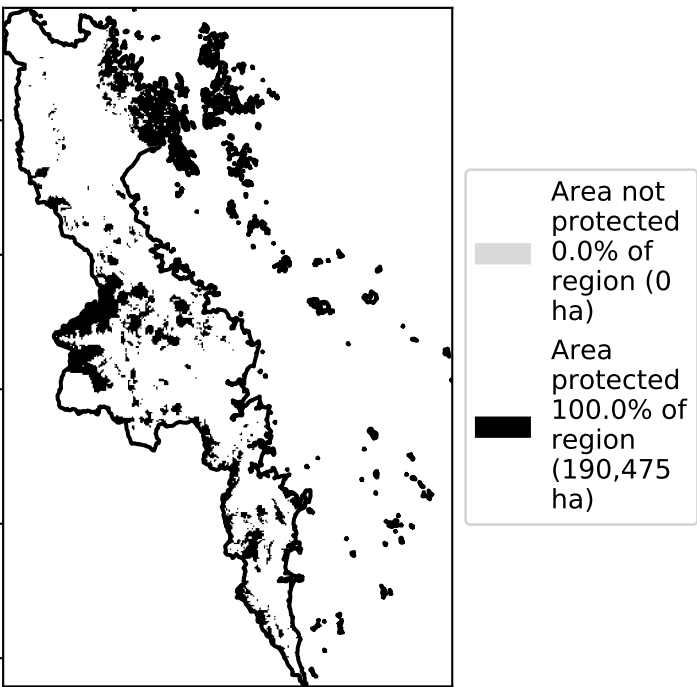 Area not
protected
0.0% of
region (0
ha)
Area
protected
100.0% of
region
(190,475
ha)